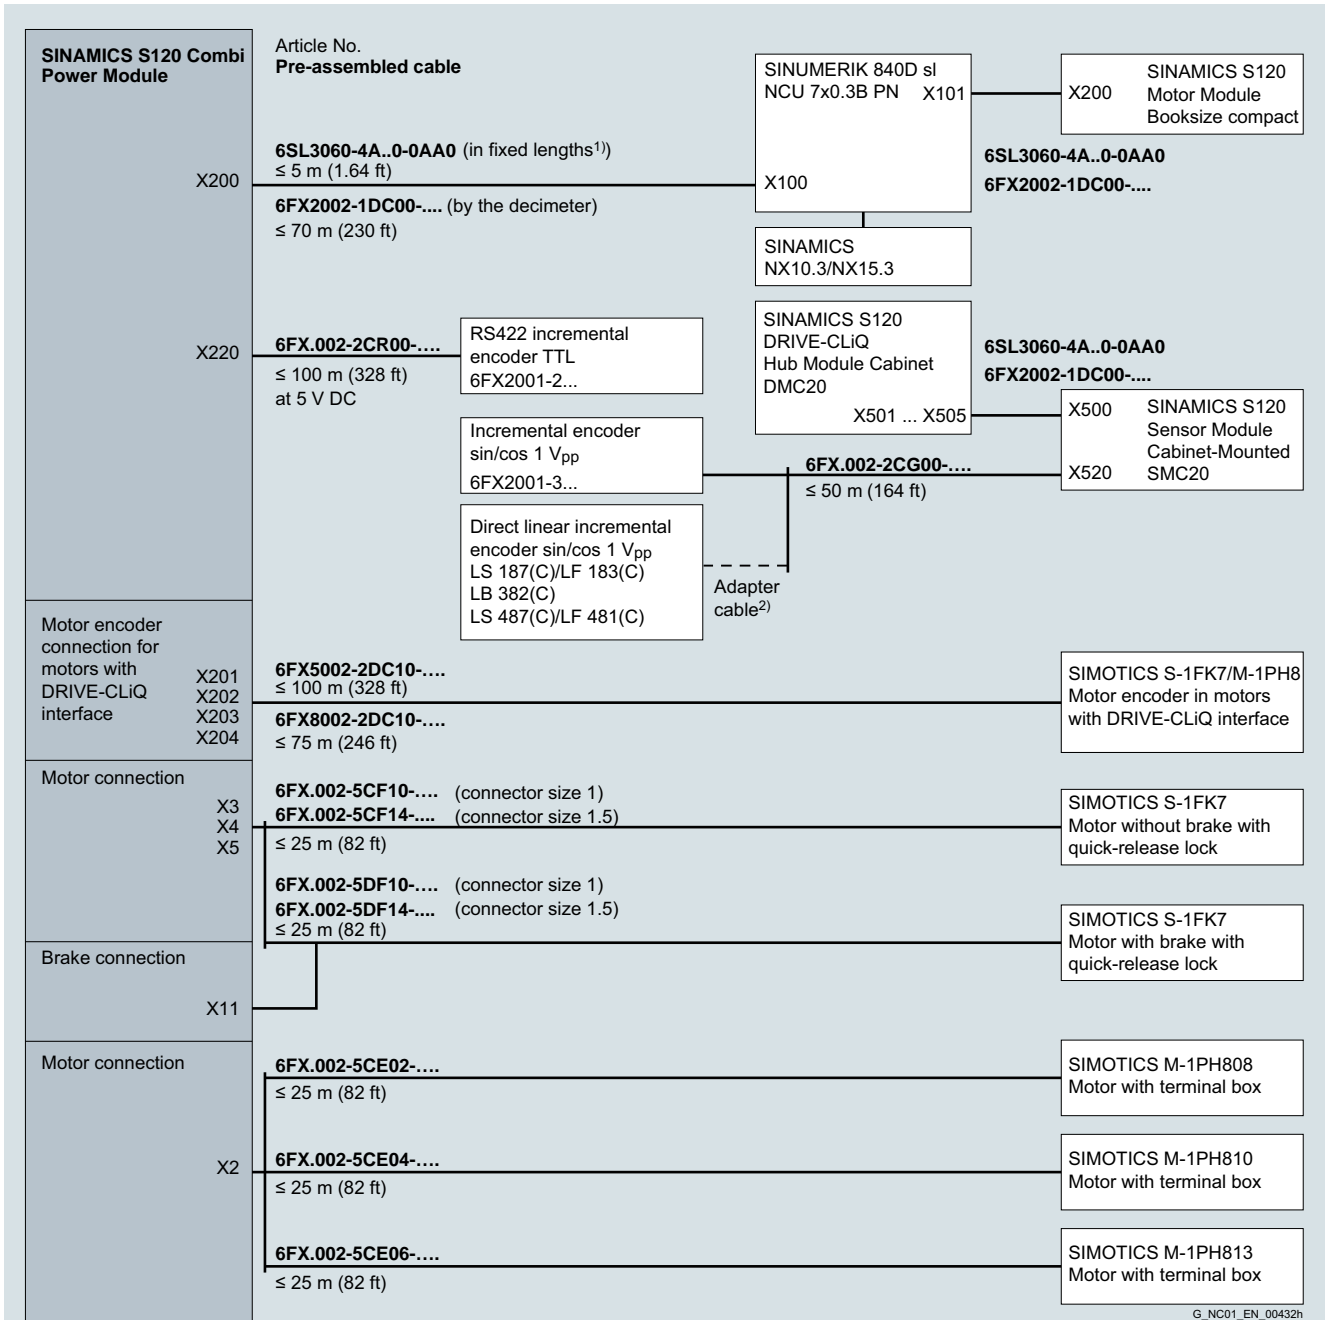 SINAMICS S120 Combi
Power Module
Article No.
Pre-assembled cable
SINUMERIK 840D sl
NCU 7x0.3B PN X101
X200
SINAMICS S120
Motor Module
Booksize compact
6SL3060-4A..0-0AA0 (in fixed lengths1))
≤ 5 m (1.64 ft)
X200
X100
6SL3060-4A..0-0AA0
6FX2002-1DC00-....
6FX2002-1DC00-.... (by the decimeter)
≤ 70 m (230 ft)
SINAMICS
NX10.3/NX15.3
X220
6FX.002-2CR00-....
≤ 100 m (328 ft)
at 5 V DC
RS422 incremental
encoder TTL
6FX2001-2...
SINAMICS S120
DRIVE-CLiQ
Hub Module Cabinet
DMC20
X501 ... X505
6SL3060-4A..0-0AA0
6FX2002-1DC00-....
X500
X520
SINAMICS S120
Sensor Module
Cabinet-Mounted
SMC20
Incremental encoder
sin/cos 1 Vpp
6FX2001-3...
6FX.002-2CG00-....
≤ 50 m (164 ft)
Direct linear incremental
encoder sin/cos 1 Vpp
LS 187(C)/LF 183(C)
LB 382(C)
LS 487(C)/LF 481(C)
Adapter
cable2)
Motor encoder
connection for
motors with
DRIVE-CLiQ
interface
X201
X202
X203
X204
6FX5002-2DC10-....
≤ 100 m (328 ft)
6FX8002-2DC10-....
≤ 75 m (246 ft)
SIMOTICS S-1FK7/M-1PH8
Motor encoder in motors
with DRIVE-CLiQ interface
Motor connection
X3
X4
X5
6FX.002-5CF10-.... (connector size 1)
6FX.002-5CF14-.... (connector size 1.5)
≤ 25 m (82 ft)
SIMOTICS S-1FK7
Motor without brake with
quick-release lock
6FX.002-5DF10-.... (connector size 1)
6FX.002-5DF14-.... (connector size 1.5)
≤ 25 m (82 ft)
SIMOTICS S-1FK7
Motor with brake with
quick-release lock
Brake connection
X11
Motor connection
X2
6FX.002-5CE02-....
≤ 25 m (82 ft)
SIMOTICS M-1PH808
Motor with terminal box
6FX.002-5CE04-....
≤ 25 m (82 ft)
SIMOTICS M-1PH810
Motor with terminal box
6FX.002-5CE06-....
≤ 25 m (82 ft)
SIMOTICS M-1PH813
Motor with terminal box
G_NC01_EN_00432h